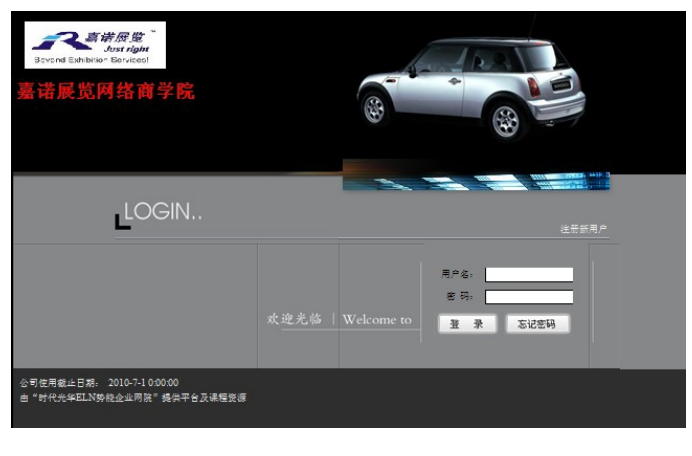 嘉诺展览
Just right
Beyond Exhibition Services!
嘉诺展览网络商学院
LOGIN..
注册新用户
用户名：
密 码：
欢迎光临 | Welcome to
登 录
忘记密码
公司使用截止日期： 2010-7-1 0:00:00
由“时代光华ELN势能企业网院”提供平台及课程资源